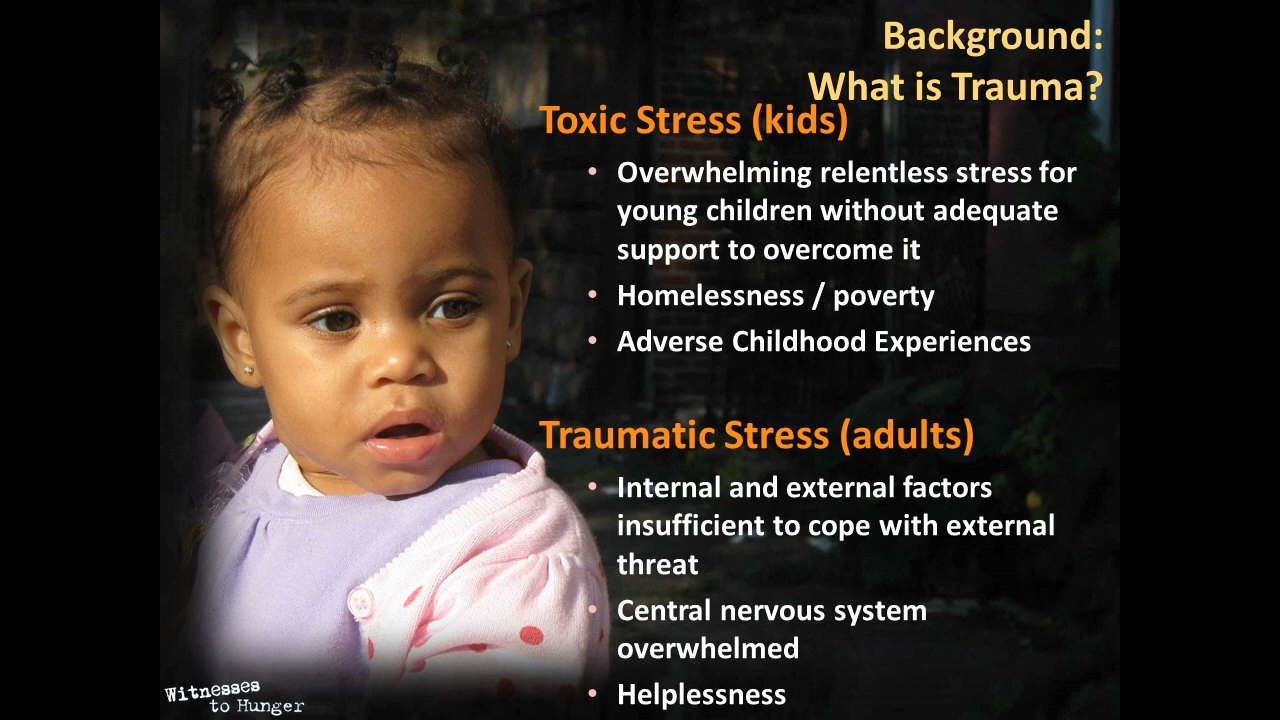 Background:
What is Trauma?
Toxic Stress (kids)
• Overwhelming relentless stress for
young children without adequate
support to overcome it
• Homelessness / poverty
• Adverse Childhood Experiences
Traumatic Stress (adults)
• Internal and external factors
insufficient to cope with external
threat
• Central nervous system
overwhelmed
• Helplessness
Witnesses
to Hunger